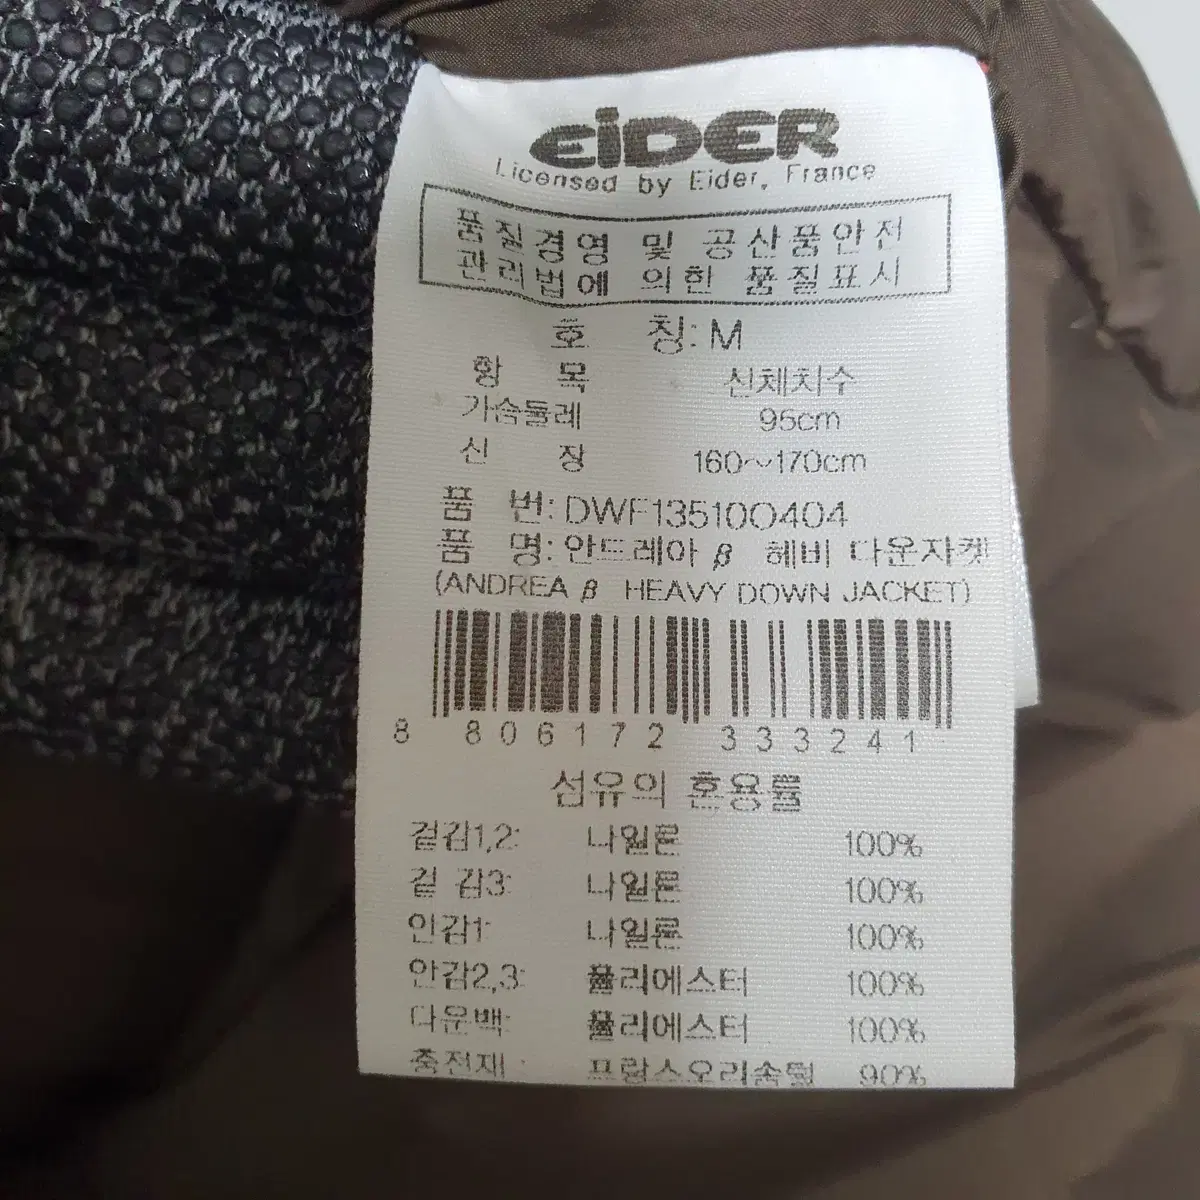 EiDER
Licensed by Eider, France
품질경영 및 공산품안전
관리법에 의한 품질표시
호 칭: M
항 목 신체치수
가슴둘레 95cm
신 장 160~170cm
품 번: DWF13510O404
품 명: 안드레아 β 헤비 다운자켓
(ANDREA β HEAVY DOWN JACKET)
8 806172 333241
섬유의 혼용률
겉감1,2: 나일론 100%
겉 감3: 나일론 100%
안감1: 나일론 100%
안감2,3: 폴리에스터 100%
다운백: 폴리에스터 100%
충전재 : 프랑스오리솜털 90%